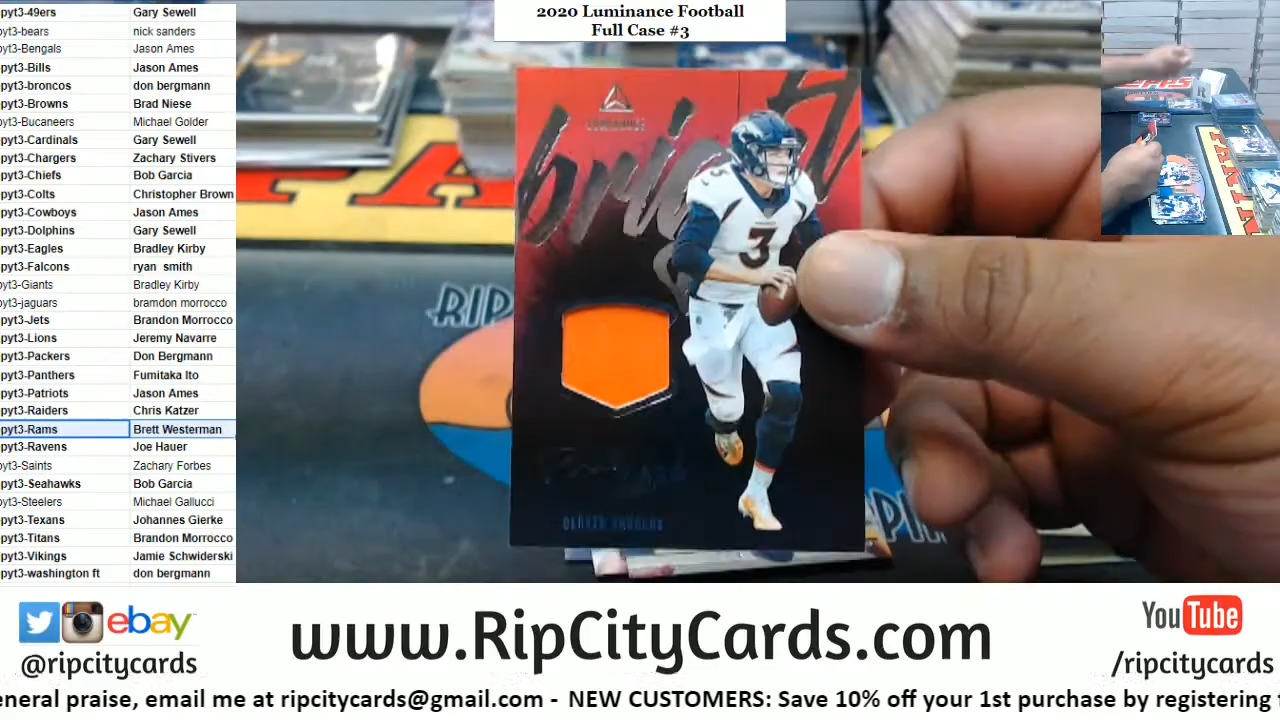 pyt3-49ers Gary Sewell
pyt3-bears nick sanders
pyt3-Bengals Jason Ames
pyt3-Bills Jason Ames
pyt3-broncos don bergmann
pyt3-Browns Brad Niese
pyt3-Bucaneers Michael Golder
pyt3-Cardinals Gary Sewell
pyt3-Chargers Zachary Stivers
pyt3-Chiefs Bob Garcia
pyt3-Colts Christopher Brown
pyt3-Cowboys Jason Ames
pyt3-Dolphins Gary Sewell
pyt3-Eagles Bradley Kirby
pyt3-Falcons ryan smith
pyt3-Giants Bradley Kirby
pyt3-jaguars bramdon morrocco
pyt3-Jets Brandon Morrocco
pyt3-Lions Jeremy Navarre
pyt3-Packers Don Bergmann
pyt3-Panthers Fumitaka Ito
pyt3-Patriots Jason Ames
pyt3-Raiders Chris Katzer
pyt3-Rams Brett Westerman
pyt3-Ravens Joe Hauer
pyt3-Saints Zachary Forbes
pyt3-Seahawks Bob Garcia
pyt3-Steelers Michael Gallucci
pyt3-Texans Johannes Gierke
pyt3-Titans Brandon Morrocco
pyt3-Vikings Jamie Schwiderski
pyt3-washington ft don bergmann
2020 Luminance Football
Full Case #3
LUMINANCE
3
DENVER BRONCOS
RIP
ebay
@ripcitycards
www.RipCityCards.com
YouTube
/ripcitycards
eneral praise, email me at ripcitycards@gmail.com - NEW CUSTOMERS: Save 10% off your 1st purchase by registering